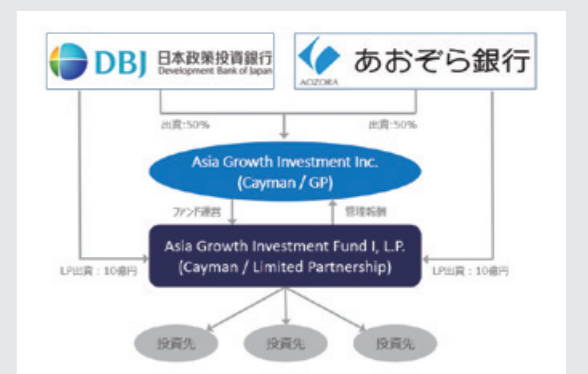 DBJ 日本政策投資銀行
Development Bank of Japan
あおぞら銀行
AOZORA
出資:50%
出資:50%
Asia Growth Investment Inc.
(Cayman / GP)
ファンド運営
管理報酬
Asia Growth Investment Fund I, L.P.
(Cayman / Limited Partnership)
LP出資：10億円
LP出資：10億円
投資先
投資先
投資先